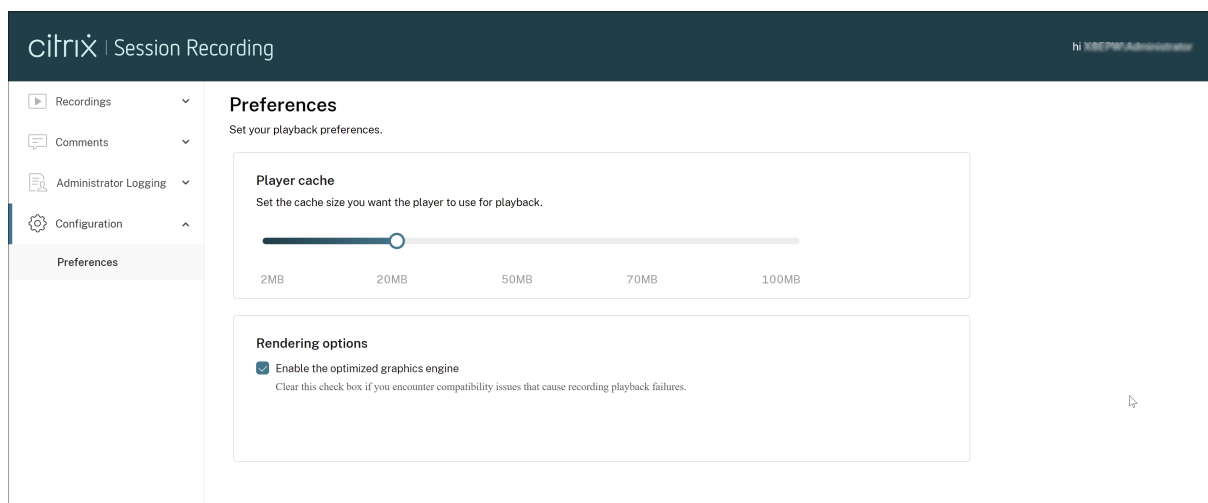 citrix | Session Recording
hi
Recordings
Comments
Administrator Logging
Configuration
Preferences
Preferences
Set your playback preferences.
Player cache
Set the cache size you want the player to use for playback.
2MB 20MB 50MB 70MB 100MB
Rendering options
Enable the optimized graphics engine
Clear this check box if you encounter compatibility issues that cause recording playback failures.